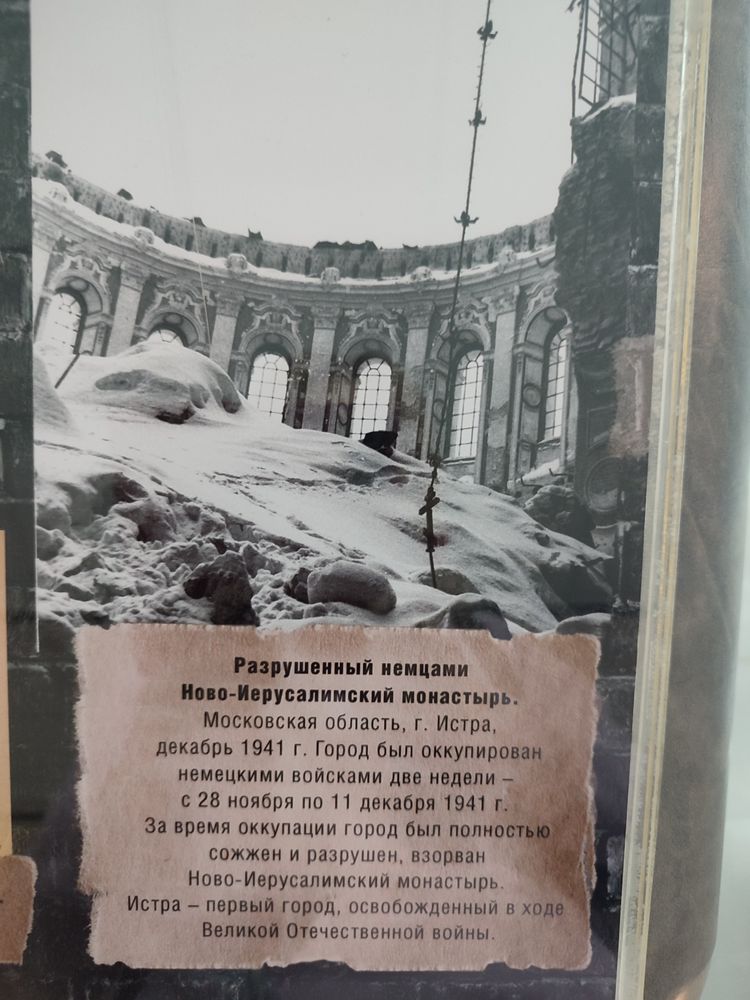 Разрушенный немцами
Ново-Иерусалимский монастырь.
Московская область, г. Истра,
декабрь 1941 г. Город был оккупирован
немецкими войсками две недели –
с 28 ноября по 11 декабря 1941 г.
За время оккупации город был полностью
сожжен и разрушен, взорван
Ново-Иерусалимский монастырь.
Истра – первый город, освобожденный в ходе
Великой Отечественной войны.